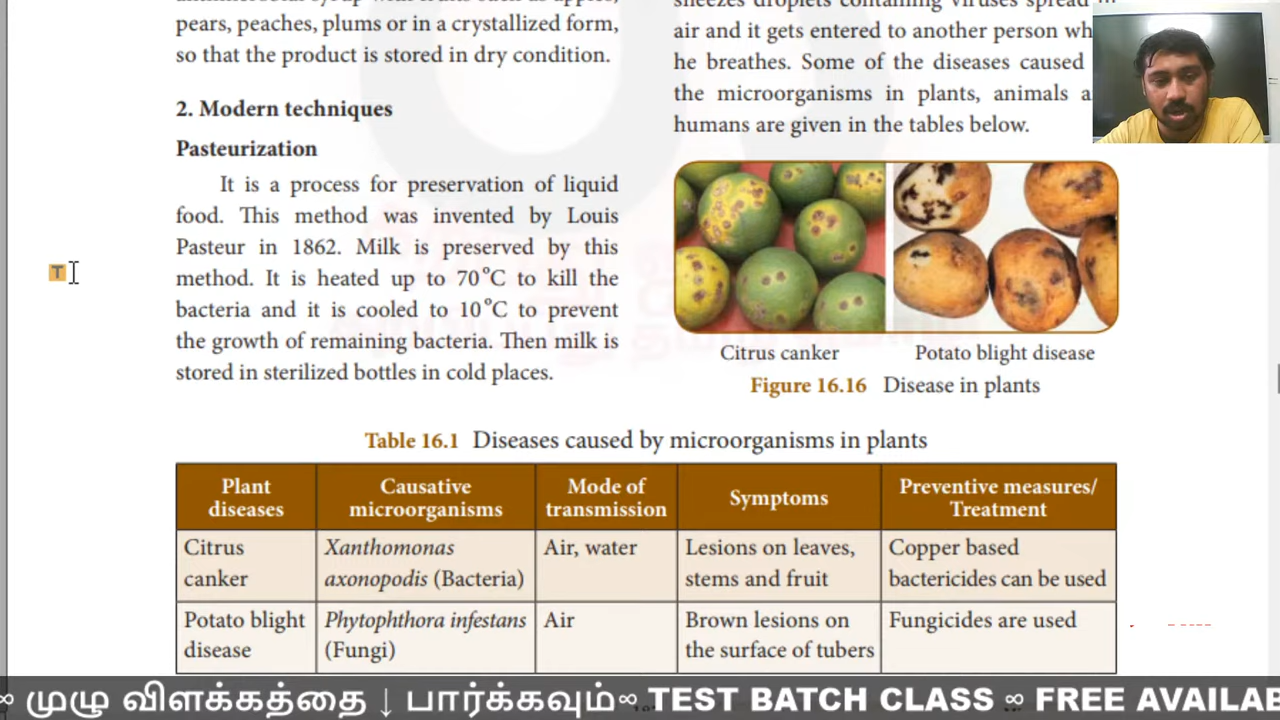 pears, peaches, plums or in a crystallized form,
so that the product is stored in dry condition.
2. Modern techniques
Pasteurization
It is a process for preservation of liquid
food. This method was invented by Louis
Pasteur in 1862. Milk is preserved by this
method. It is heated up to 70°C to kill the
bacteria and it is cooled to 10°C to prevent
the growth of remaining bacteria. Then milk is
stored in sterilized bottles in cold places.
sneezes droplets containing viruses spread
air and it gets entered to another person wh
he breathes. Some of the diseases caused
the microorganisms in plants, animals a
humans are given in the tables below.
Citrus canker Potato blight disease
Figure 16.16 Disease in plants
Table 16.1 Diseases caused by microorganisms in plants
Plant diseases Causative microorganisms Mode of transmission Symptoms Preventive measures/ Treatment
Citrus canker Xanthomonas axonopodis (Bacteria) Air, water Lesions on leaves, stems and fruit Copper based bactericides can be used
Potato blight disease Phytophthora infestans (Fungi) Air Brown lesions on the surface of tubers Fungicides are used
∞ முழு விளக்கத்தை ↓ பார்க்கவும்∞ TEST BATCH CLASS ∞ FREE AVAILAB